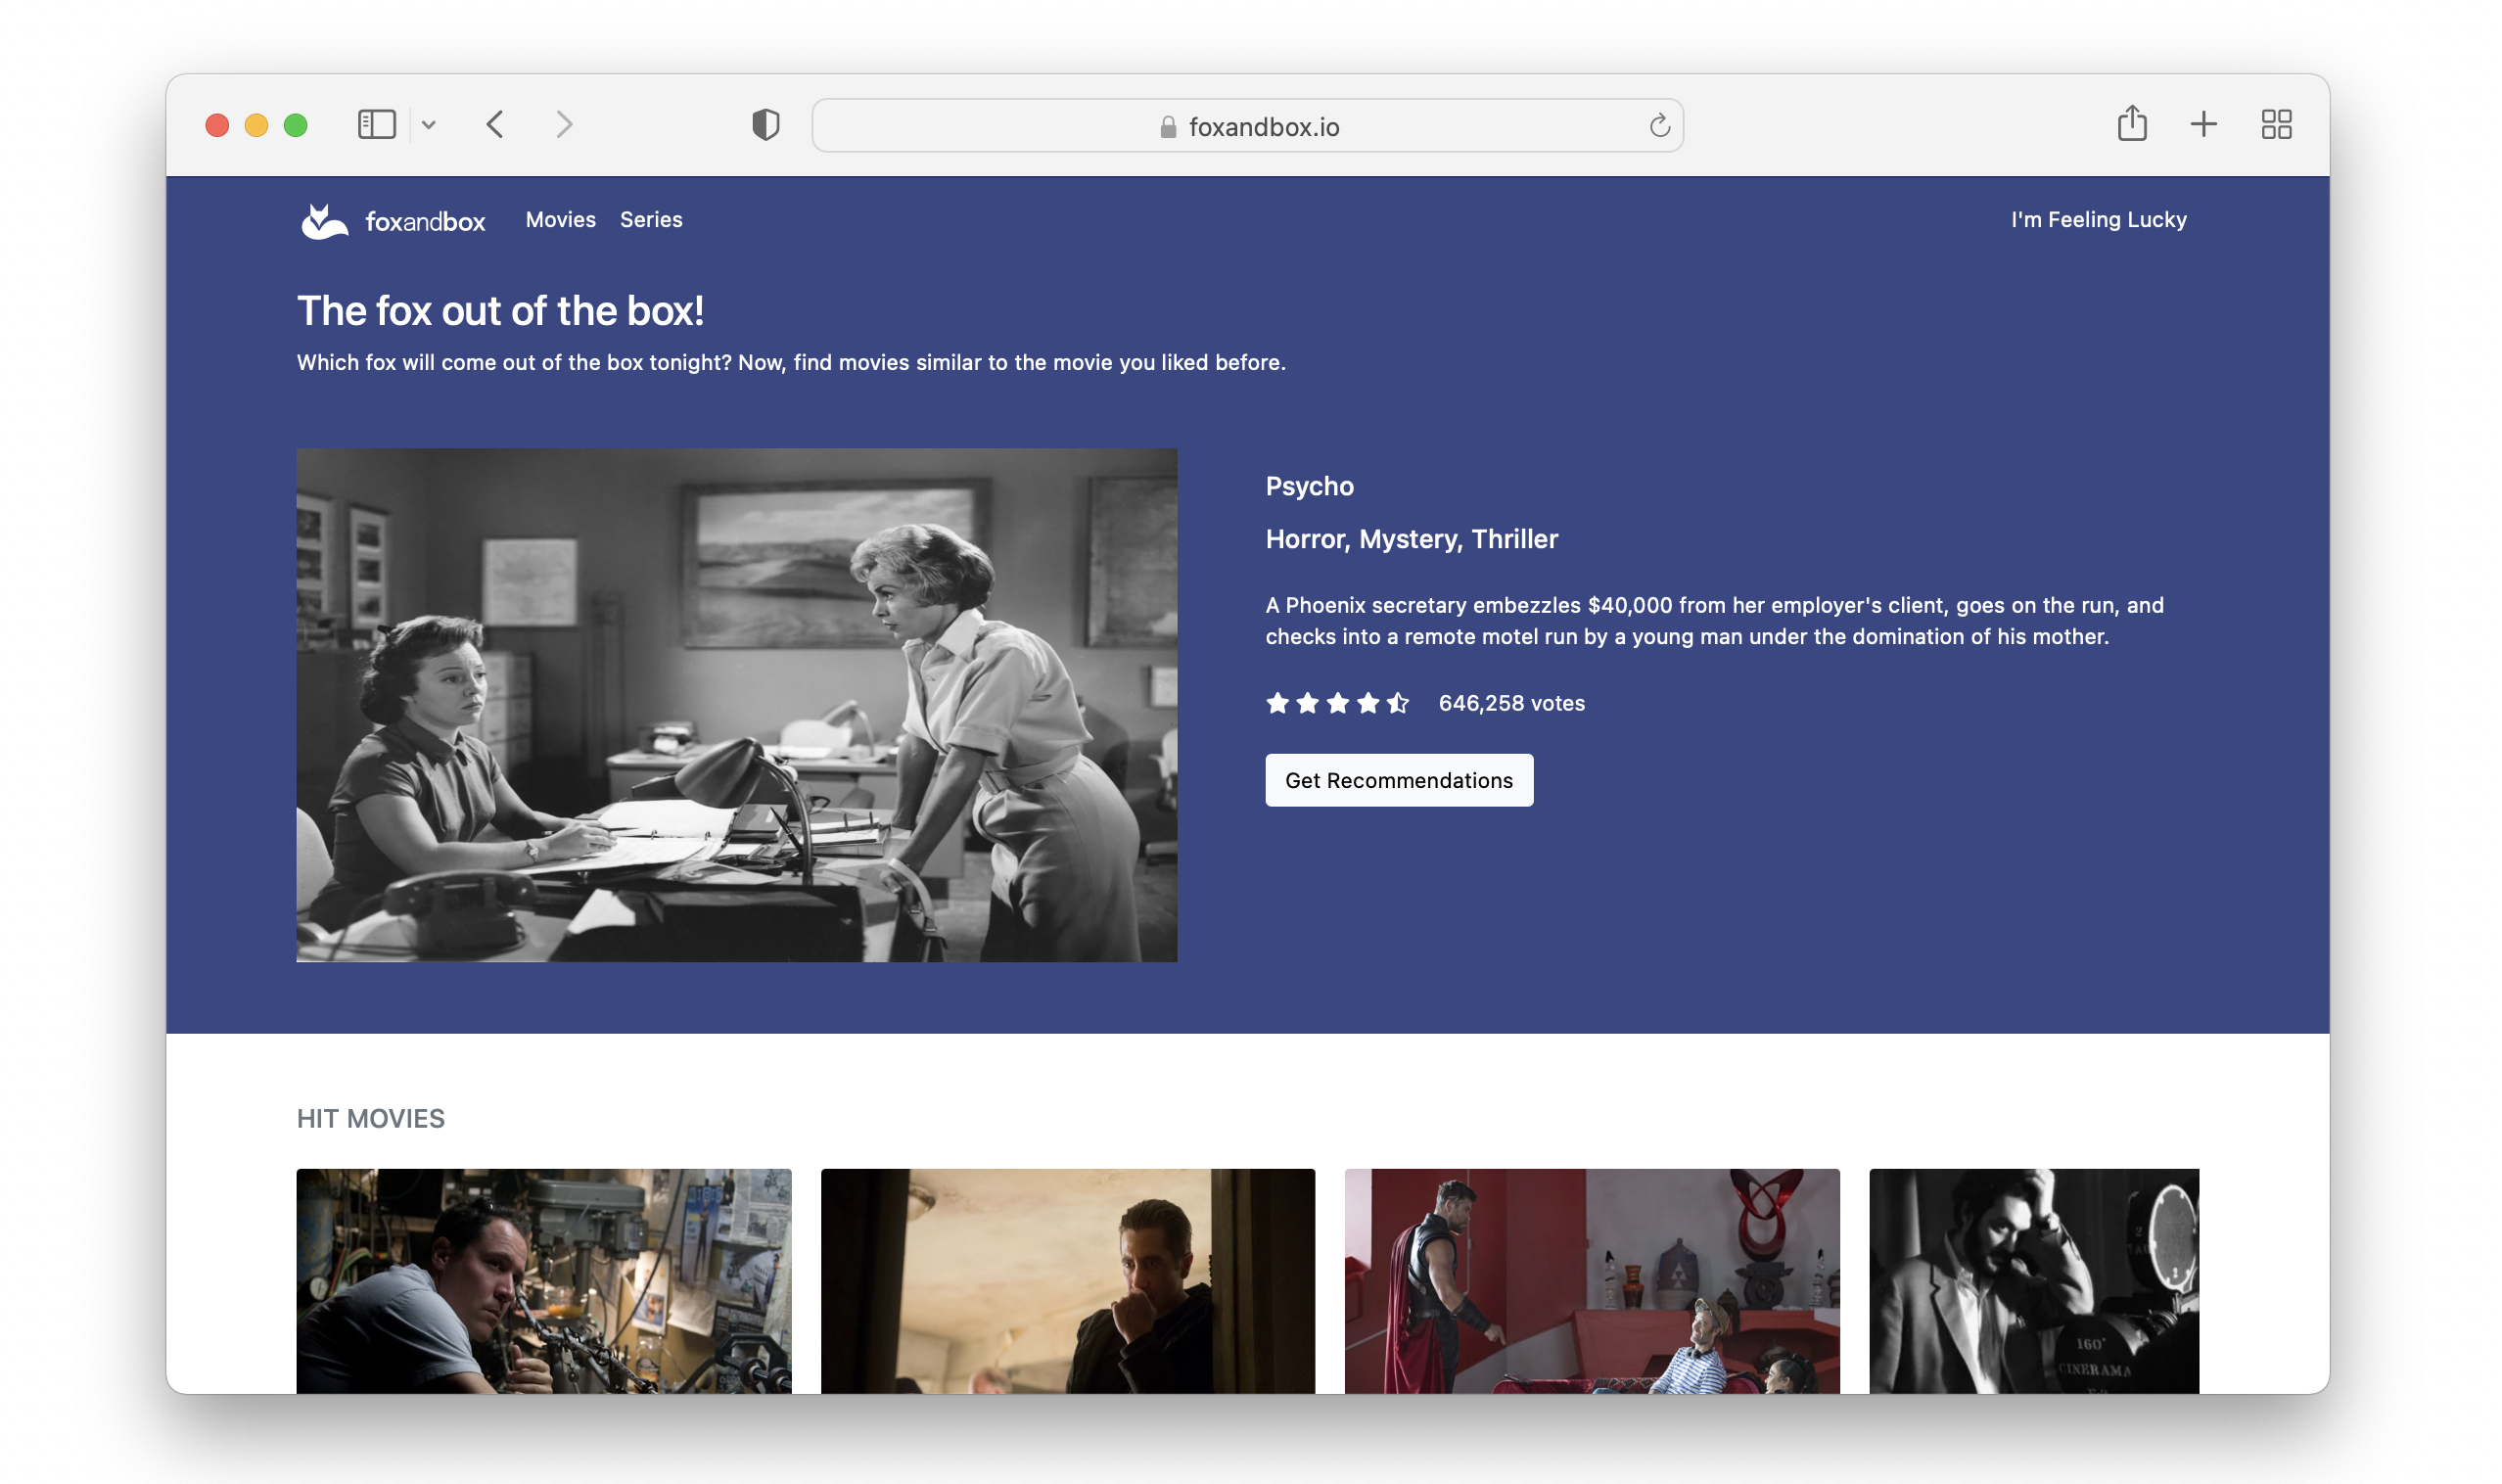 foxandbox.io
foxandbox Movies Series I'm Feeling Lucky
The fox out of the box!
Which fox will come out of the box tonight? Now, find movies similar to the movie you liked before.
Psycho
Horror, Mystery, Thriller
A Phoenix secretary embezzles $40,000 from her employer's client, goes on the run, and
checks into a remote motel run by a young man under the domination of his mother.
646,258 votes
Get Recommendations
HIT MOVIES
160°
CINERAMA